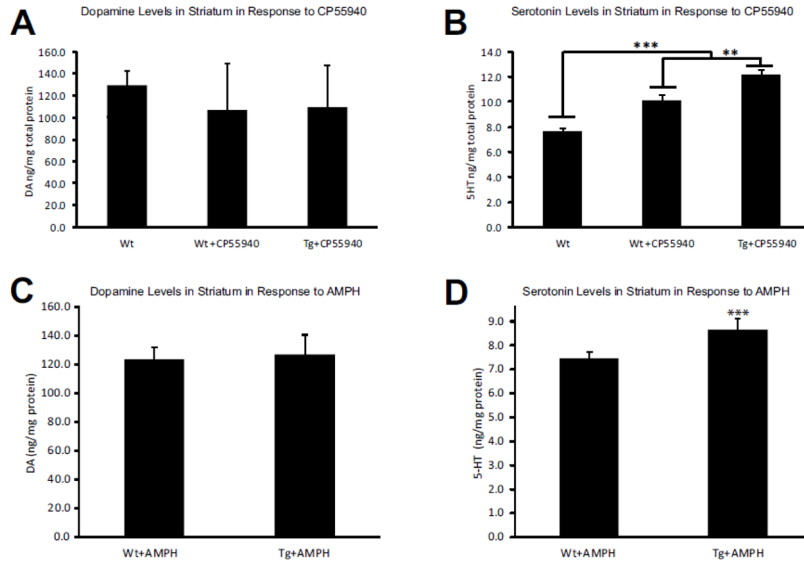 A
Dopamine Levels in Striatum in Response to CP55940
DA ng/mg total protein
160.0
140.0
120.0
100.0
80.0
60.0
40.0
20.0
0.0
Wt
Wt+CP55940
Tg+CP55940
B
Serotonin Levels in Striatum in Response to CP55940
5HT ng/mg total protein
14.0
12.0
10.0
8.0
6.0
4.0
2.0
0.0
***
**
Wt
Wt+CP55940
Tg+CP55940
C
Dopamine Levels in Striatum in Response to AMPH
DA (ng/mg protein)
160.0
140.0
120.0
100.0
80.0
60.0
40.0
20.0
0.0
Wt+AMPH
Tg+AMPH
D
Serotonin Levels in Striatum in Response to AMPH
5-HT (ng/mg protein)
9.0
8.0
7.0
6.0
5.0
4.0
3.0
2.0
1.0
0.0
***
Wt+AMPH
Tg+AMPH